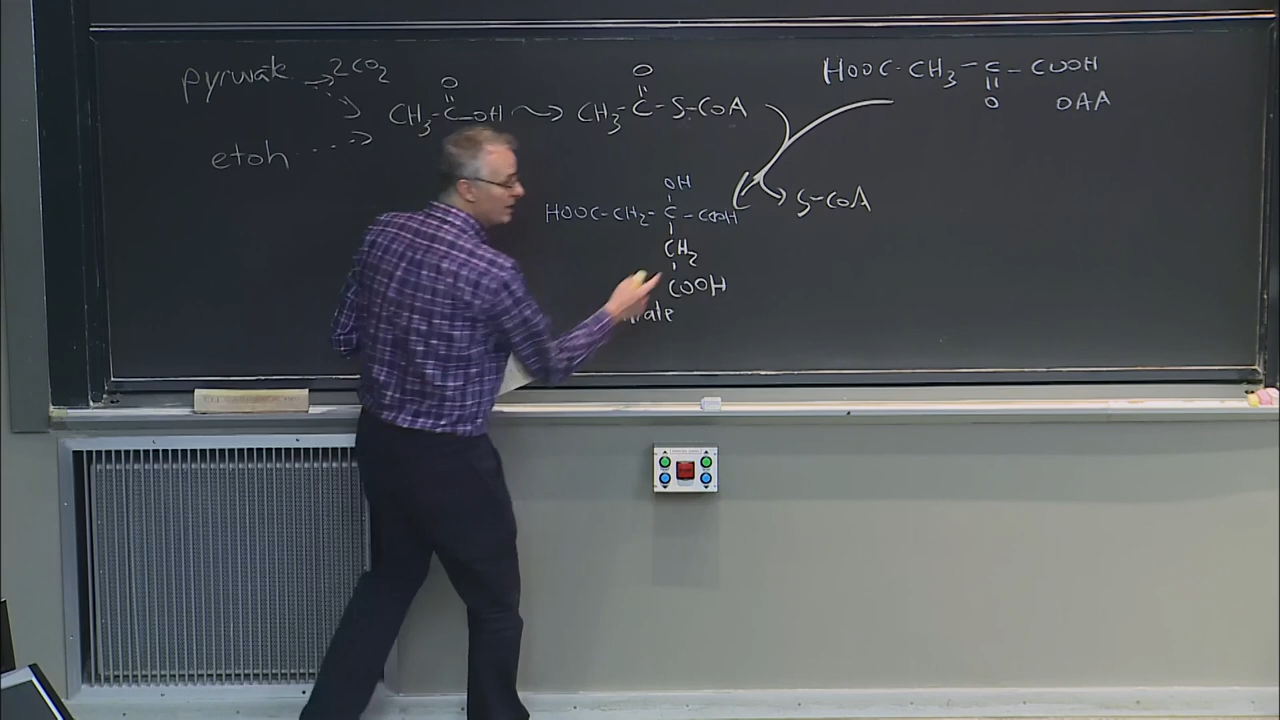 pyruvate → 2CO₂
etoh
O
CH₃-C-OH → CH₃-C-S-CoA
O
HOOC-CH₃-C-COOH
O OAA
S-CoA
OH
HOOC-CH₂-C-COOH
CH₂
COOH